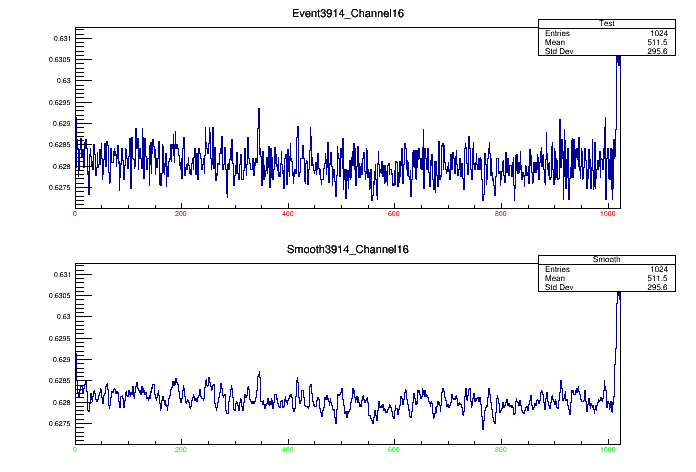 Event3914_Channel16
Test
Entries 1024
Mean 511.5
Std Dev 295.6
0.631
0.6305
0.63
0.6295
0.629
0.6285
0.628
0.6275
0 200 400 600 800 1000
Smooth3914_Channel16
Smooth
Entries 1024
Mean 511.5
Std Dev 295.6
0.631
0.6305
0.63
0.6295
0.629
0.6285
0.628
0.6275
0 200 400 600 800 1000